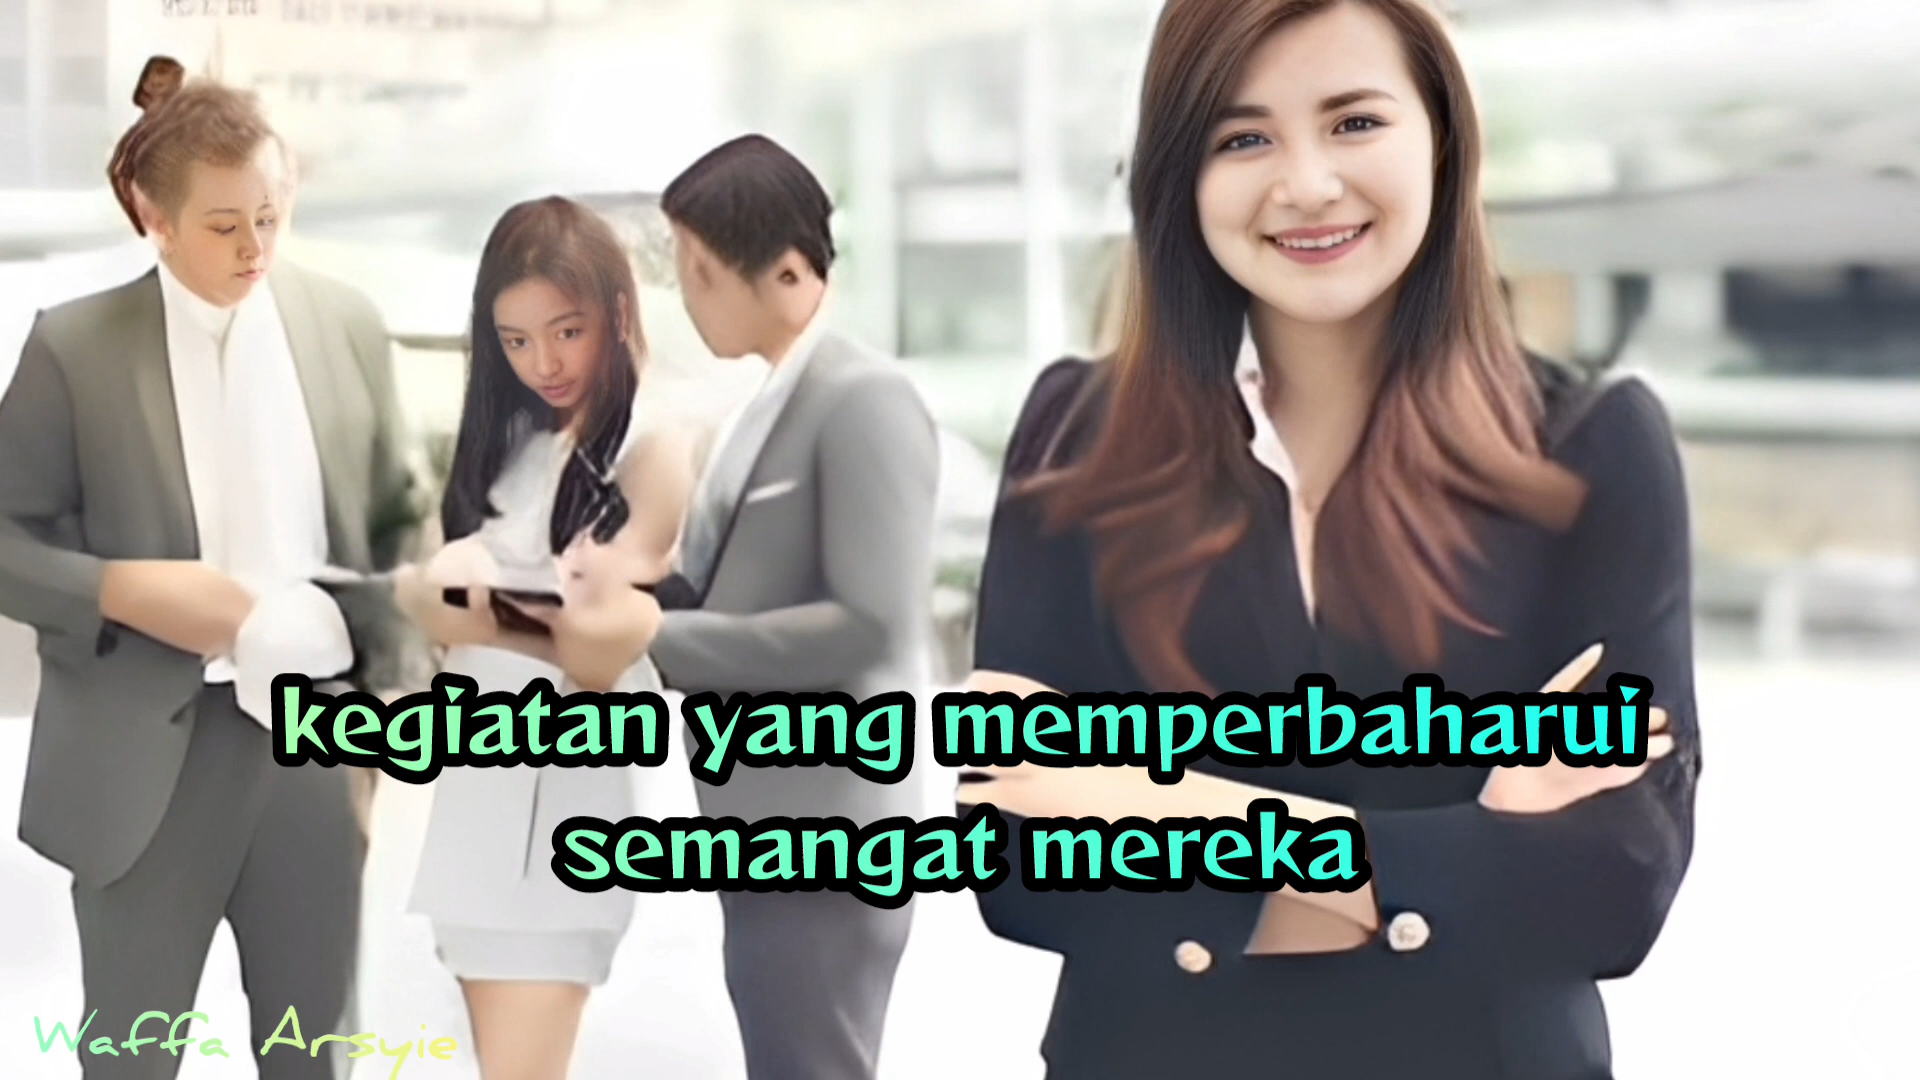 kegiatan yang memperbaharui
semangat mereka
Waffa Arsyie